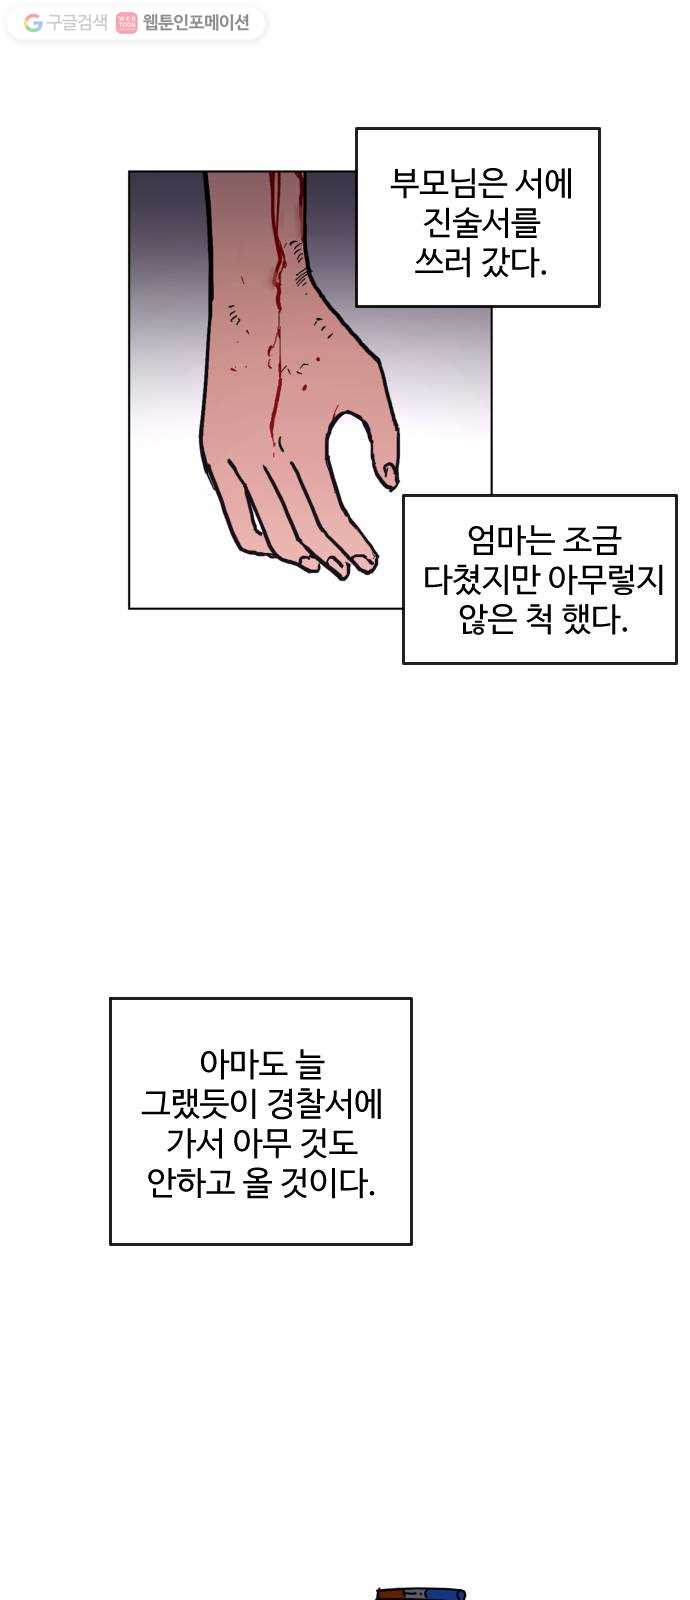 구글검색 WEB TOON 웹툰인포메이션
부모님은 서에
진술서를
쓰러 갔다.
엄마는 조금
다쳤지만 아무렇지
않은 척 했다.
아마도 늘
그랬듯이 경찰서에
가서 아무 것도
안하고 올 것이다.